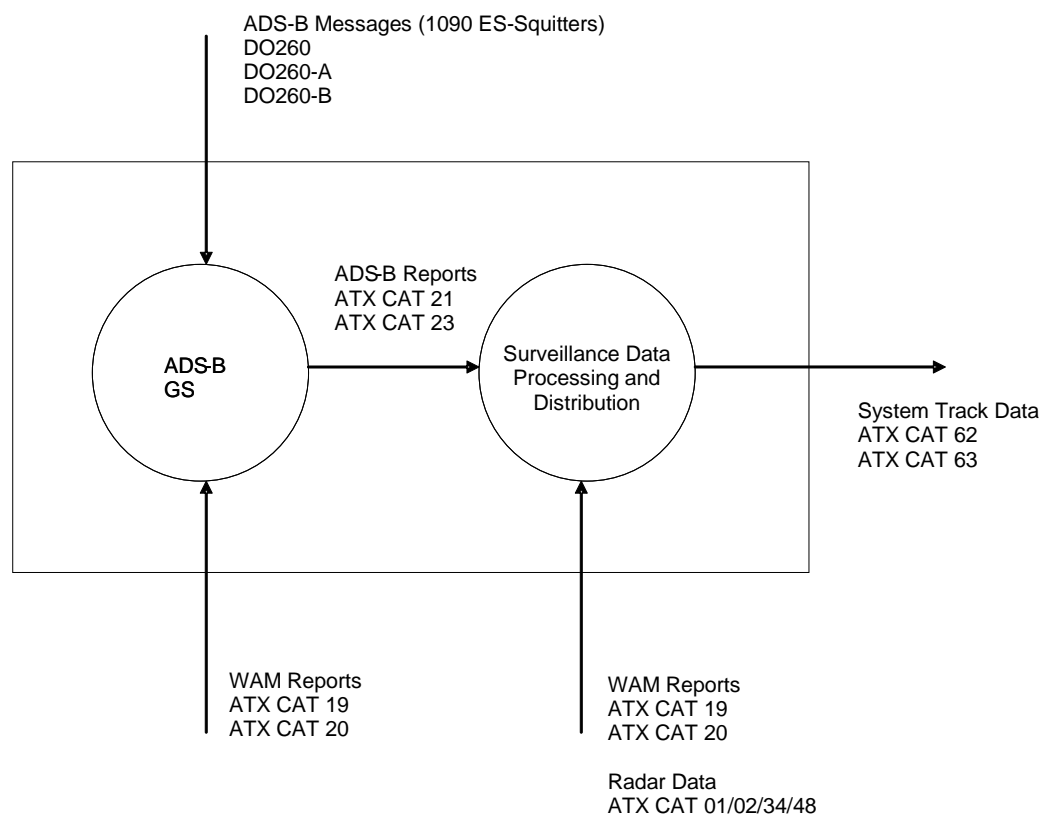 ADS-B Messages (1090 ES-Squitters)
DO260
DO260-A
DO260-B
ADS-B Reports
ATX CAT 21
ATX CAT 23
ADS-B
GS
Surveillance Data
Processing and
Distribution
System Track Data
ATX CAT 62
ATX CAT 63
WAM Reports
ATX CAT 19
ATX CAT 20
WAM Reports
ATX CAT 19
ATX CAT 20
Radar Data
ATX CAT 01/02/34/48